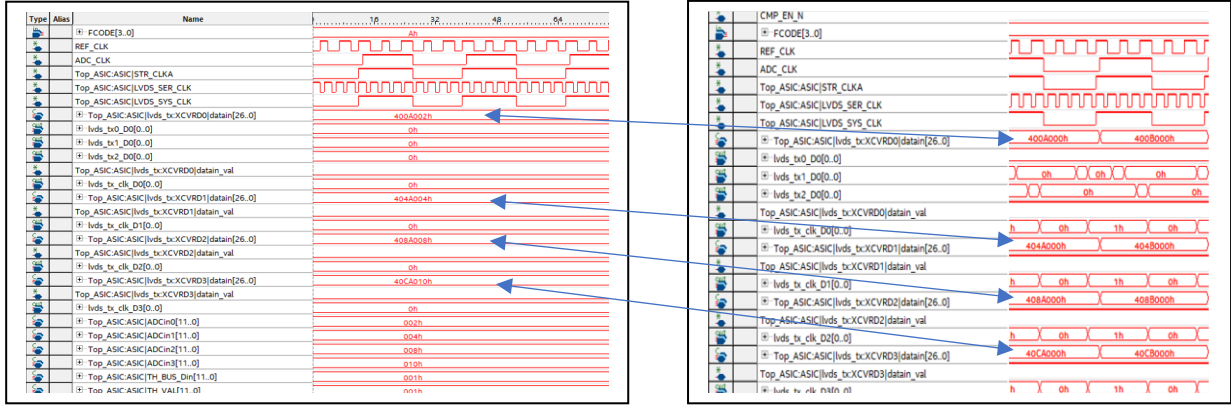 Type Alias Name 16 32 48 64
FCODE[3..0] Ah
REF_CLK
ADC_CLK
Top_ASIC:ASIC|STR_CLKA
Top_ASIC:ASIC|LVDS_SER_CLK
Top_ASIC:ASIC|LVDS_SYS_CLK
Top_ASIC:ASIC|lvds_tx:XCVRD0|datain[26..0] 400A002h
lvds_tx0_D0[0..0] 0h
lvds_tx1_D0[0..0] 0h
lvds_tx2_D0[0..0] 0h
Top_ASIC:ASIC|lvds_tx:XCVRD0|datain_val
lvds_tx_clk_D0[0..0] 0h
Top_ASIC:ASIC|lvds_tx:XCVRD1|datain[26..0] 404A004h
Top_ASIC:ASIC|lvds_tx:XCVRD1|datain_val
lvds_tx_clk_D1[0..0] 0h
Top_ASIC:ASIC|lvds_tx:XCVRD2|datain[26..0] 408A008h
Top_ASIC:ASIC|lvds_tx:XCVRD2|datain_val
lvds_tx_clk_D2[0..0] 0h
Top_ASIC:ASIC|lvds_tx:XCVRD3|datain[26..0] 40CA010h
Top_ASIC:ASIC|lvds_tx:XCVRD3|datain_val
lvds_tx_clk_D3[0..0] 0h
Top_ASIC:ASIC|ADCin0[11..0] 002h
Top_ASIC:ASIC|ADCin1[11..0] 004h
Top_ASIC:ASIC|ADCin2[11..0] 008h
Top_ASIC:ASIC|ADCin3[11..0] 010h
Top_ASIC:ASIC|TH_BUS_Din[11..0] 001h
Top_ASIC:ASIC|TH_VAL[11..0] 001h
CMP_EN_N
FCODE[3..0]
REF_CLK
ADC_CLK
Top_ASIC:ASIC|STR_CLKA
Top_ASIC:ASIC|LVDS_SER_CLK
Top_ASIC:ASIC|LVDS_SYS_CLK
Top_ASIC:ASIC|lvds_tx:XCVRD0|datain[26..0] 400A000h 400B000h
lvds_tx0_D0[0..0]
lvds_tx1_D0[0..0] 0h 0h 0h
lvds_tx2_D0[0..0] 0h 0h
Top_ASIC:ASIC|lvds_tx:XCVRD0|datain_val
lvds_tx_clk_D0[0..0] h 0h 1h 0h
Top_ASIC:ASIC|lvds_tx:XCVRD1|datain[26..0] 404A000h 404B000h
Top_ASIC:ASIC|lvds_tx:XCVRD1|datain_val
lvds_tx_clk_D1[0..0] h 0h 1h 0h
Top_ASIC:ASIC|lvds_tx:XCVRD2|datain[26..0] 408A000h 408B000h
Top_ASIC:ASIC|lvds_tx:XCVRD2|datain_val
lvds_tx_clk_D2[0..0] h 0h 1h 0h
Top_ASIC:ASIC|lvds_tx:XCVRD3|datain[26..0] 40CA000h 40CB000h
Top_ASIC:ASIC|lvds_tx:XCVRD3|datain_val
lvds_tx_clk_D3[0..0] h 0h 1h 0h